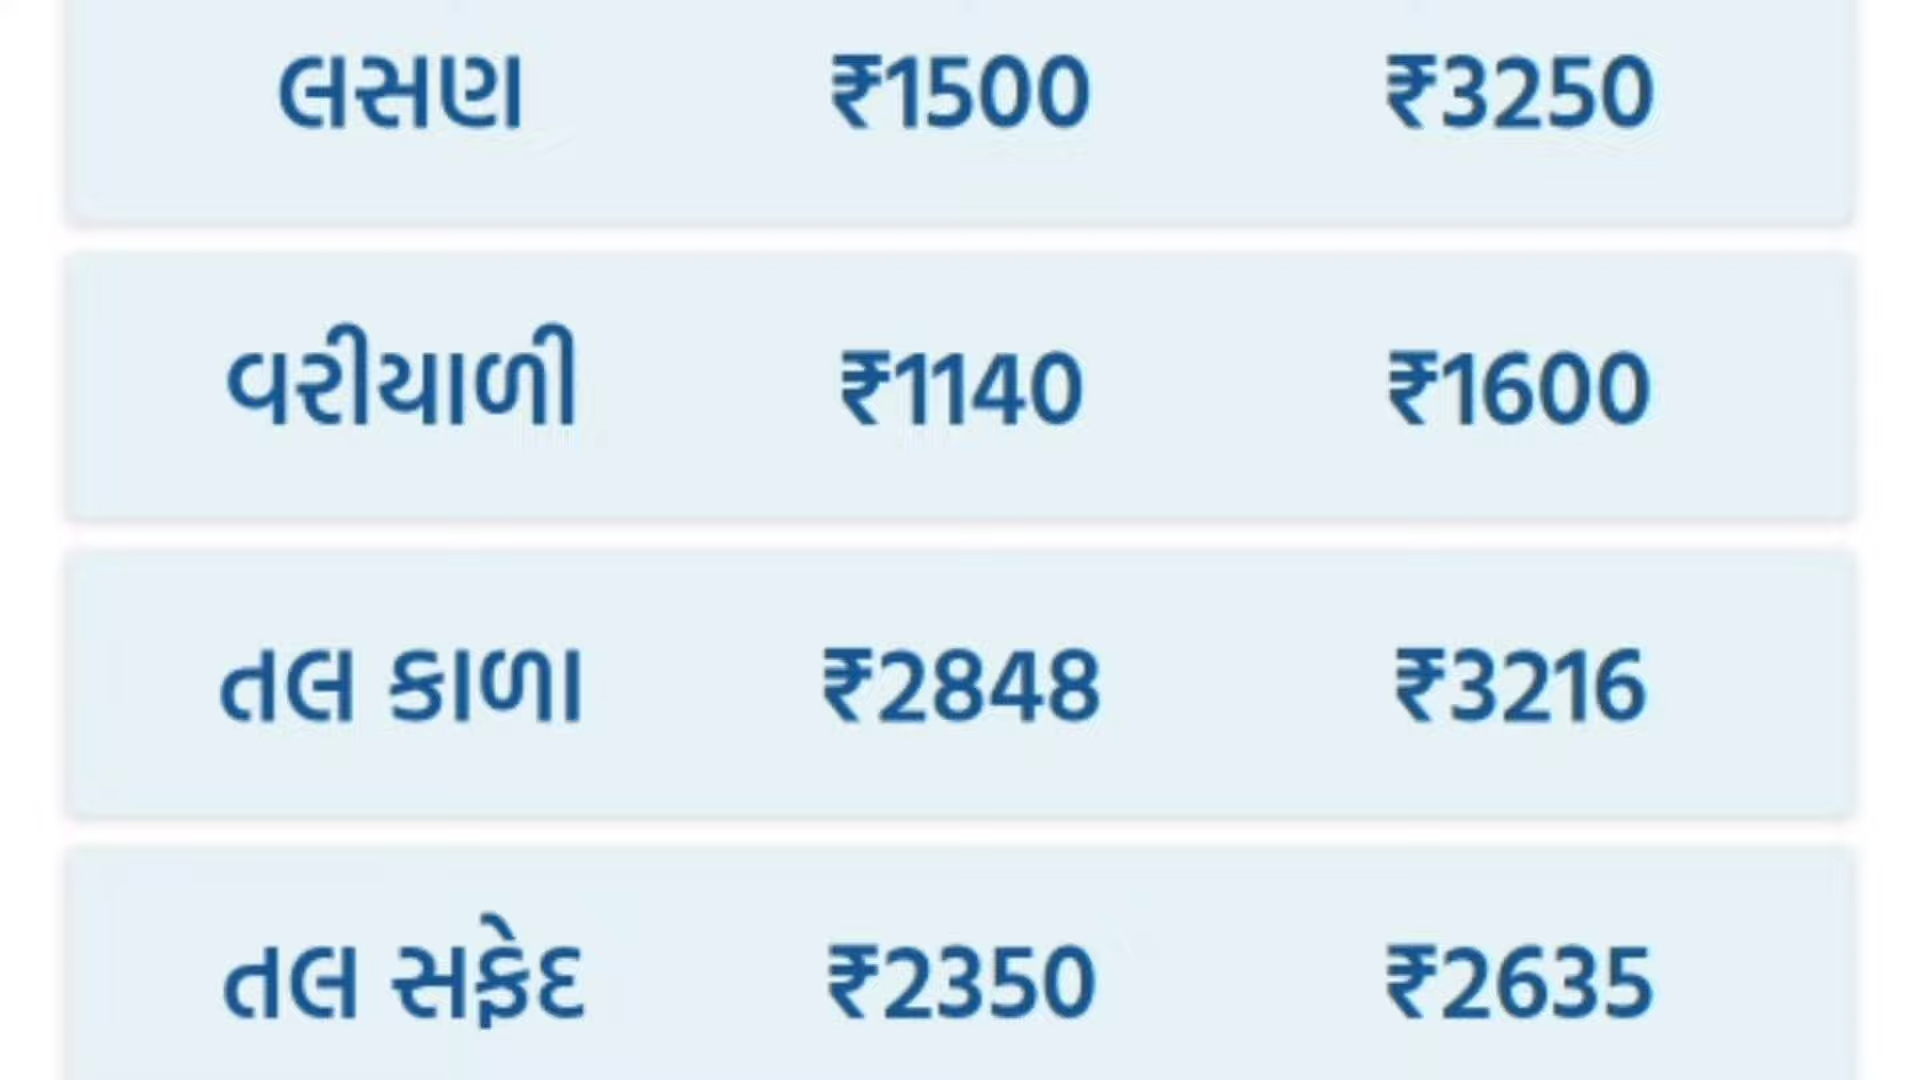 લસણ ₹1500 ₹3250
વરીયાળી ₹1140 ₹1600
તલ કાળા ₹2848 ₹3216
તલ સફેદ ₹2350 ₹2635